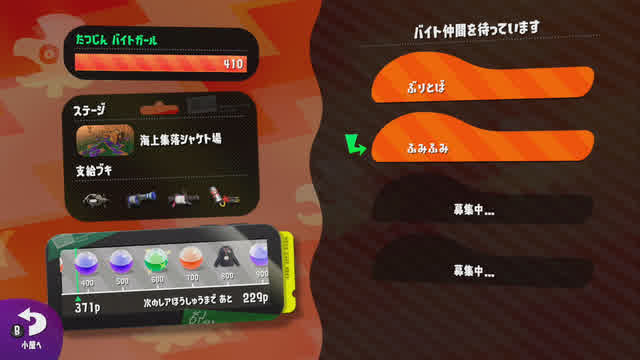 たつじん バイトガール
410
ステージ
海上集落シャケト場
支給ブキ
400 500 600 700 800 900
371p 次のレアほうしゅうまで あと 229p
B
小屋へ
バイト仲間を待っています
ぶりとば
ふみふみ
募集中...
募集中...